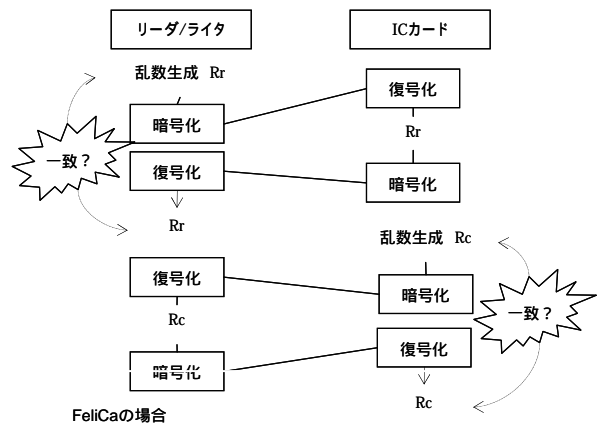 リーダ/ライタ
ICカード
乱数生成 Rr
復号化
暗号化
Rr
一致？
復号化
暗号化
Rr
乱数生成 Rc
復号化
暗号化
Rc
一致？
復号化
暗号化
Rc
FeliCaの場合